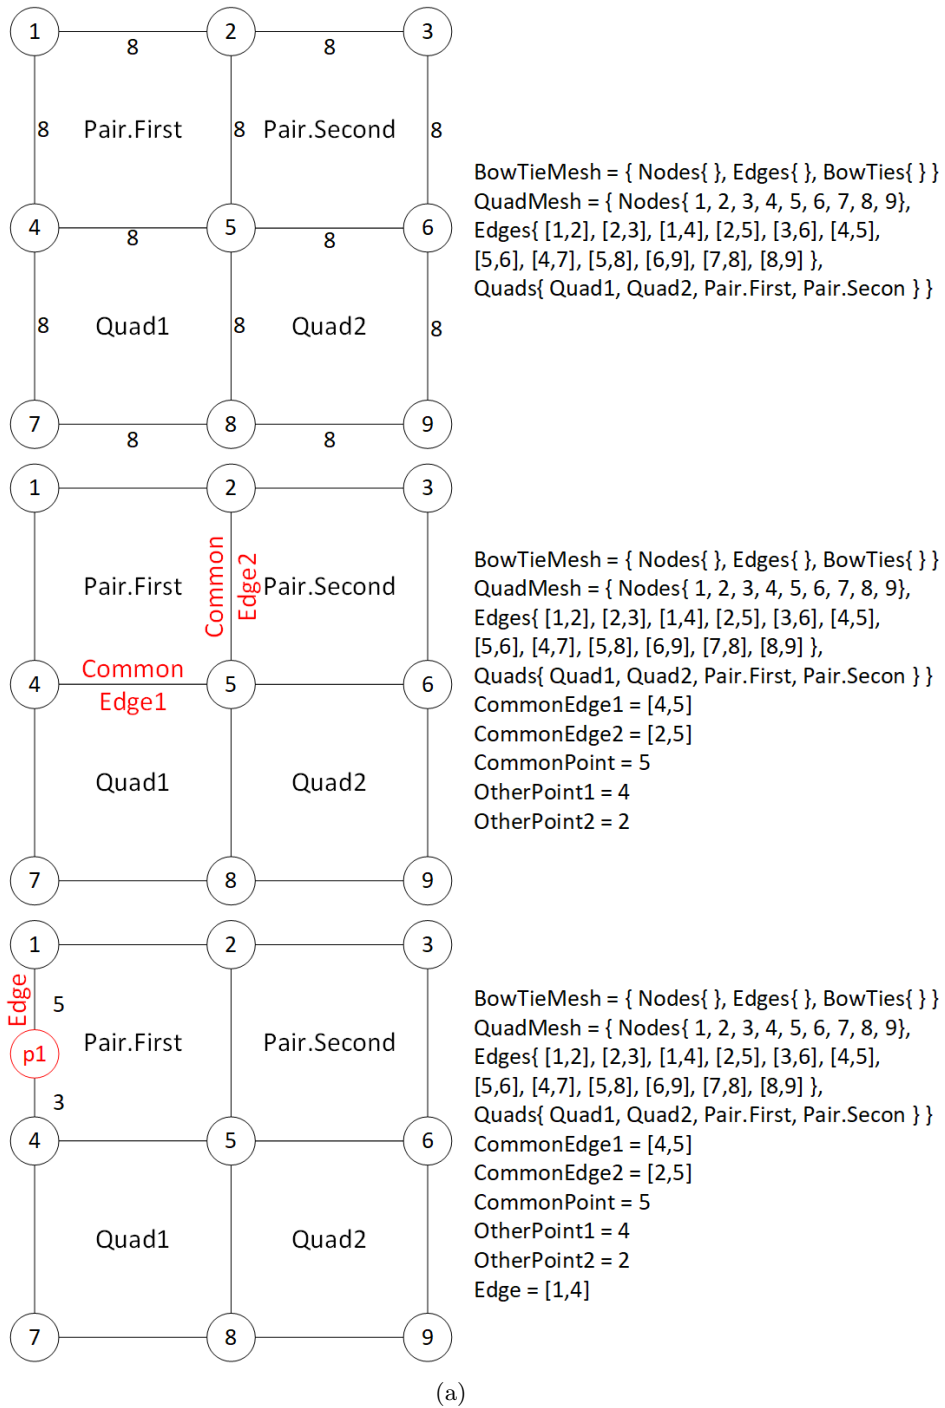 1 2 3
8 8
8 Pair.First 8 Pair.Second 8
4 5 6
8 8
8 Quad1 8 Quad2 8
7 8 9
8 8
BowTieMesh = { Nodes{ }, Edges{ }, BowTies{ } }
QuadMesh = { Nodes{ 1, 2, 3, 4, 5, 6, 7, 8, 9},
Edges{ [1,2], [2,3], [1,4], [2,5], [3,6], [4,5],
[5,6], [4,7], [5,8], [6,9], [7,8], [8,9] },
Quads{ Quad1, Quad2, Pair.First, Pair.Secon } }
1 2 3
Pair.First Common Edge2 Pair.Second
Common
4 5 6
Edge1
Quad1 Quad2
7 8 9
BowTieMesh = { Nodes{ }, Edges{ }, BowTies{ } }
QuadMesh = { Nodes{ 1, 2, 3, 4, 5, 6, 7, 8, 9},
Edges{ [1,2], [2,3], [1,4], [2,5], [3,6], [4,5],
[5,6], [4,7], [5,8], [6,9], [7,8], [8,9] },
Quads{ Quad1, Quad2, Pair.First, Pair.Secon } }
CommonEdge1 = [4,5]
CommonEdge2 = [2,5]
CommonPoint = 5
OtherPoint1 = 4
OtherPoint2 = 2
1 2 3
Edge 5
p1 Pair.First Pair.Second
3
4 5 6
Quad1 Quad2
7 8 9
BowTieMesh = { Nodes{ }, Edges{ }, BowTies{ } }
QuadMesh = { Nodes{ 1, 2, 3, 4, 5, 6, 7, 8, 9},
Edges{ [1,2], [2,3], [1,4], [2,5], [3,6], [4,5],
[5,6], [4,7], [5,8], [6,9], [7,8], [8,9] },
Quads{ Quad1, Quad2, Pair.First, Pair.Secon } }
CommonEdge1 = [4,5]
CommonEdge2 = [2,5]
CommonPoint = 5
OtherPoint1 = 4
OtherPoint2 = 2
Edge = [1,4]
(a)